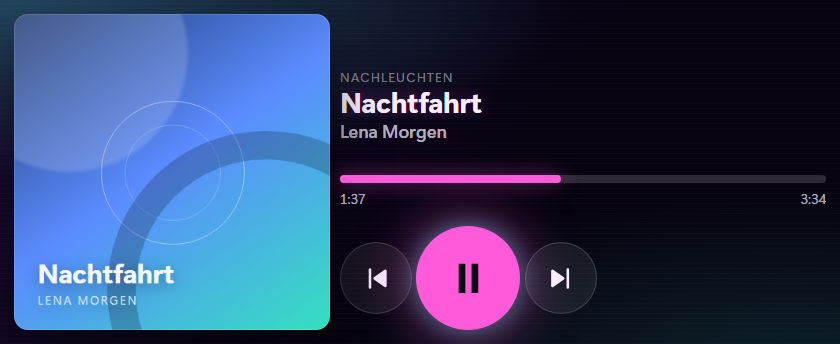 Nachtfahrt
LENA MORGEN
NACHLEUCHTEN
Nachtfahrt
Lena Morgen
1:37
3:34